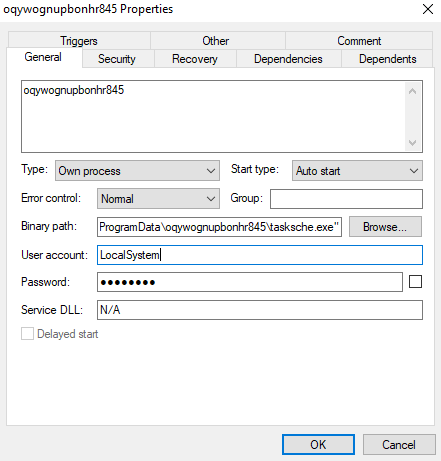 oqywognupbonhr845 Properties
Triggers Other Comment
General Security Recovery Dependencies Dependents
oqywognupbonhr845
Type: Own process Start type: Auto start
Error control: Normal Group:
Binary path: ProgramData\oqywognupbonhr845\tasksche.exe" Browse...
User account: LocalSystem
Password: ●●●●●●●●
Service DLL: N/A
Delayed start
OK Cancel